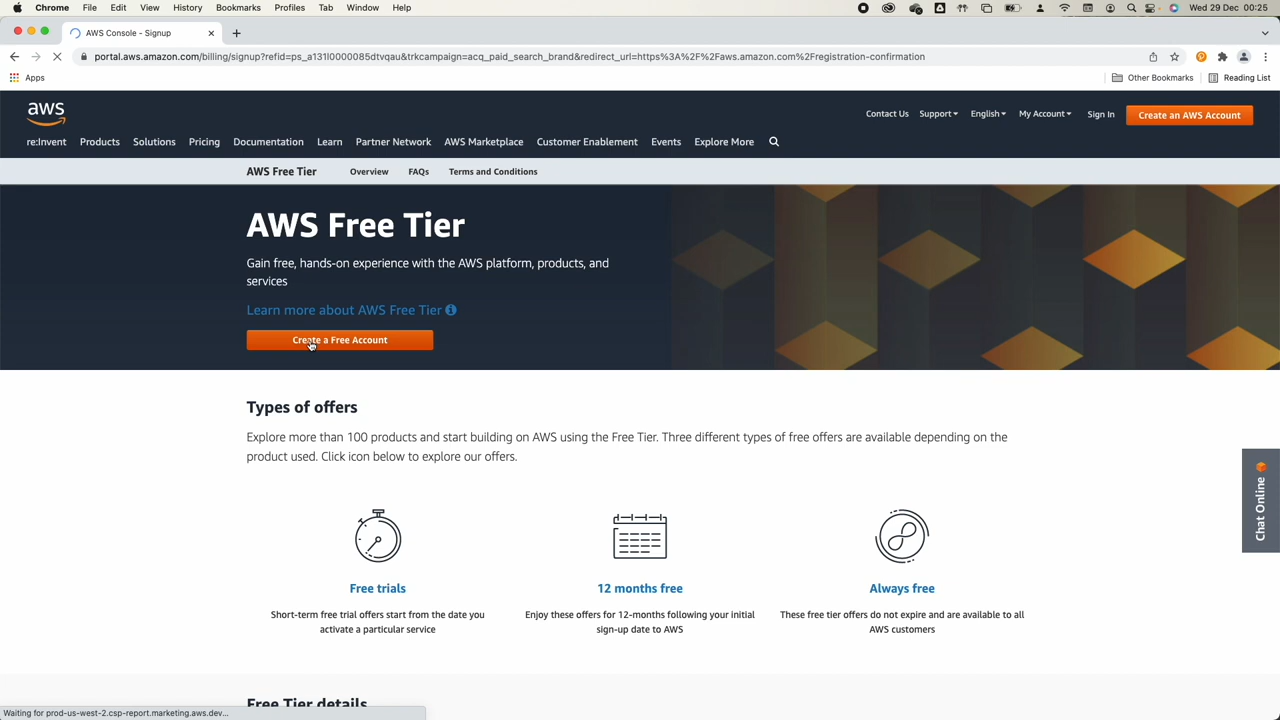 Chrome File Edit View History Bookmarks Profiles Tab Window Help Wed 29 Dec 00:25
AWS Console - Signup
portal.aws.amazon.com/billing/signup?refid=ps_a131l0000085dtvqau&trkcampaign=acq_paid_search_brand&redirect_url=https%3A%2F%2Faws.amazon.com%2Fregistration-confirmation
Apps Other Bookmarks Reading List
aws
Contact Us Support English My Account Sign In Create an AWS Account
re:Invent Products Solutions Pricing Documentation Learn Partner Network AWS Marketplace Customer Enablement Events Explore More
AWS Free Tier Overview FAQs Terms and Conditions
AWS Free Tier
Gain free, hands-on experience with the AWS platform, products, and
services
Learn more about AWS Free Tier
Create a Free Account
Types of offers
Explore more than 100 products and start building on AWS using the Free Tier. Three different types of free offers are available depending on the
product used. Click icon below to explore our offers.
Chat Online
Free trials
Short-term free trial offers start from the date you
activate a particular service
12 months free
Enjoy these offers for 12-months following your initial
sign-up date to AWS
Always free
These free tier offers do not expire and are available to all
AWS customers
Free Tier details
Waiting for prod-us-west-2.csp-report.marketing.aws.dev...